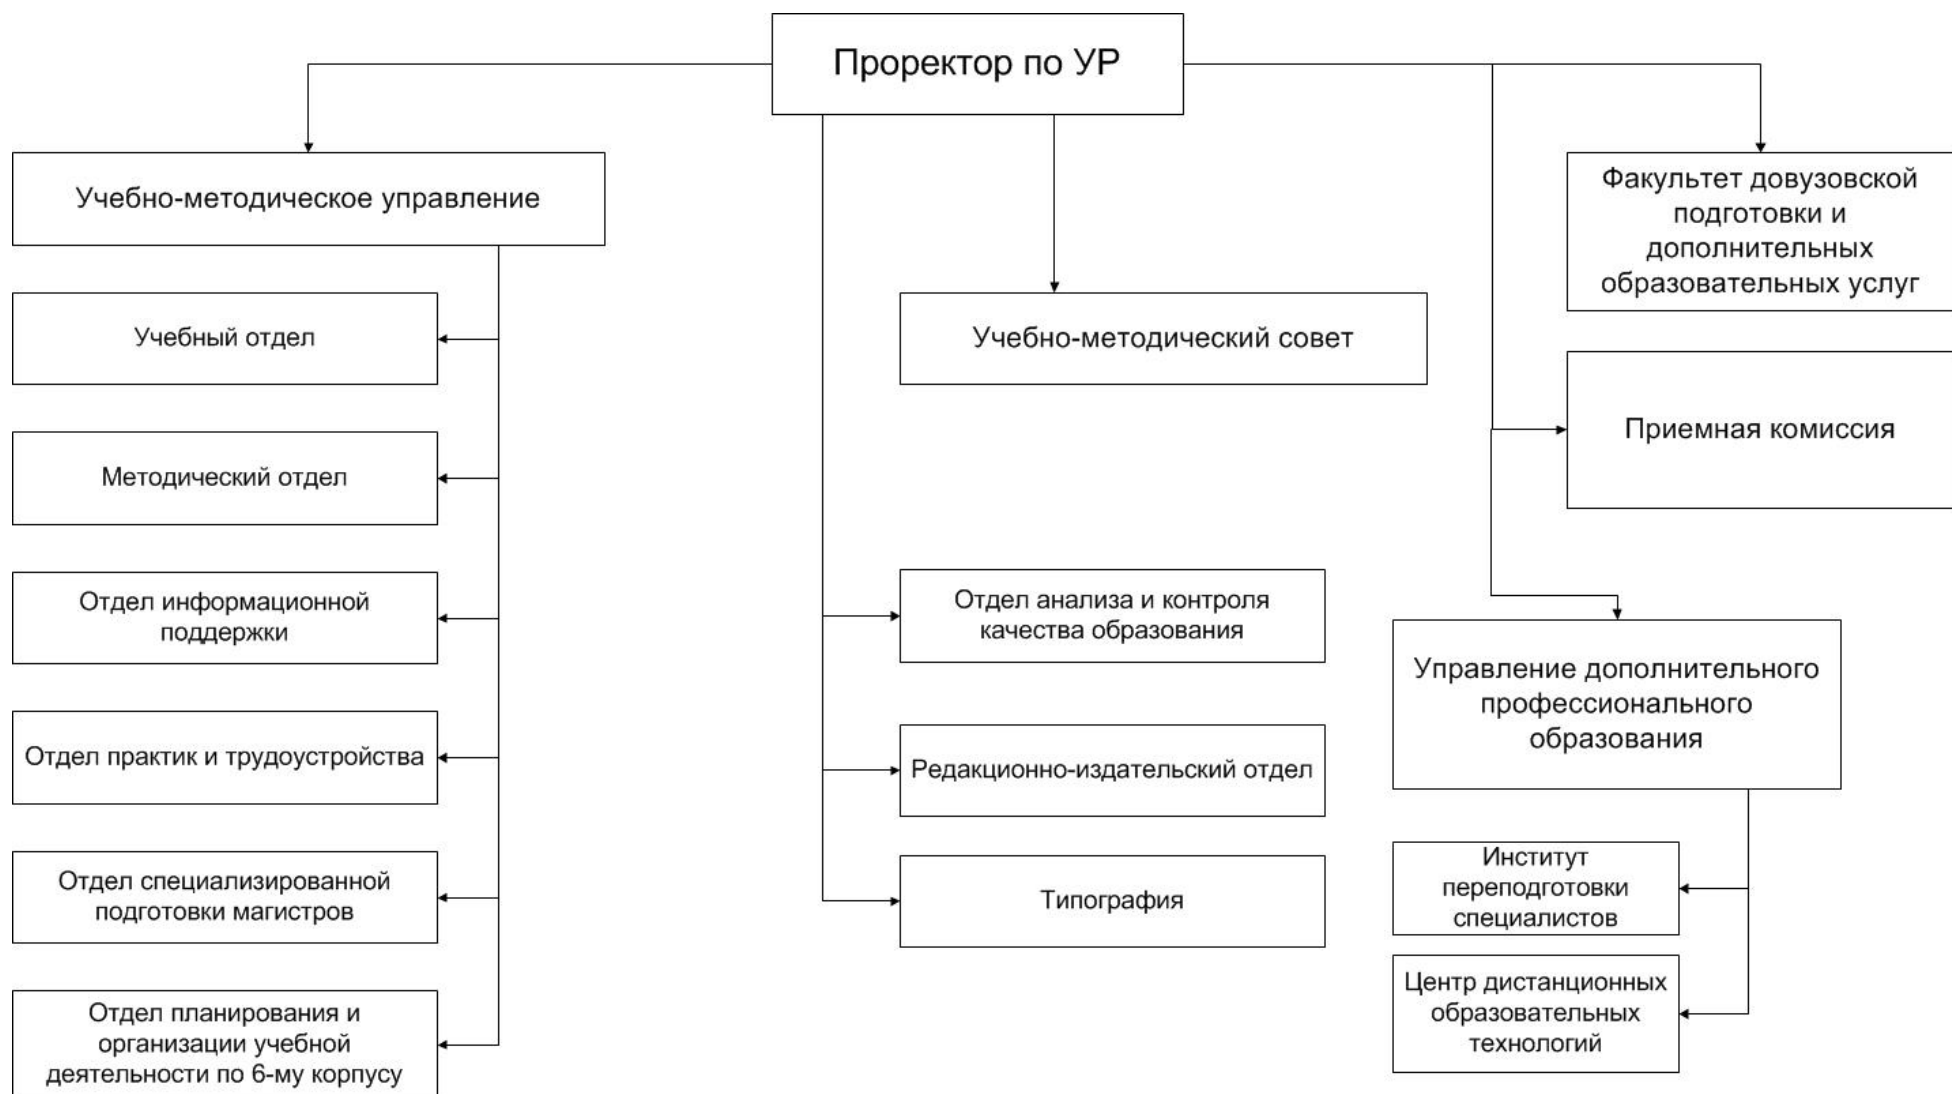 Проректор по УР
Учебно-методическое управление
Учебный отдел
Методический отдел
Отдел информационной
поддержки
Отдел практик и трудоустройства
Отдел специализированной
подготовки магистров
Отдел планирования и
организации учебной
деятельности по 6-му корпусу
Учебно-методический совет
Отдел анализа и контроля
качества образования
Редакционно-издательский отдел
Типография
Факультет довузовской
подготовки и
дополнительных
образовательных услуг
Приемная комиссия
Управление дополнительного
профессионального
образования
Институт
переподготовки
специалистов
Центр дистанционных
образовательных
технологий